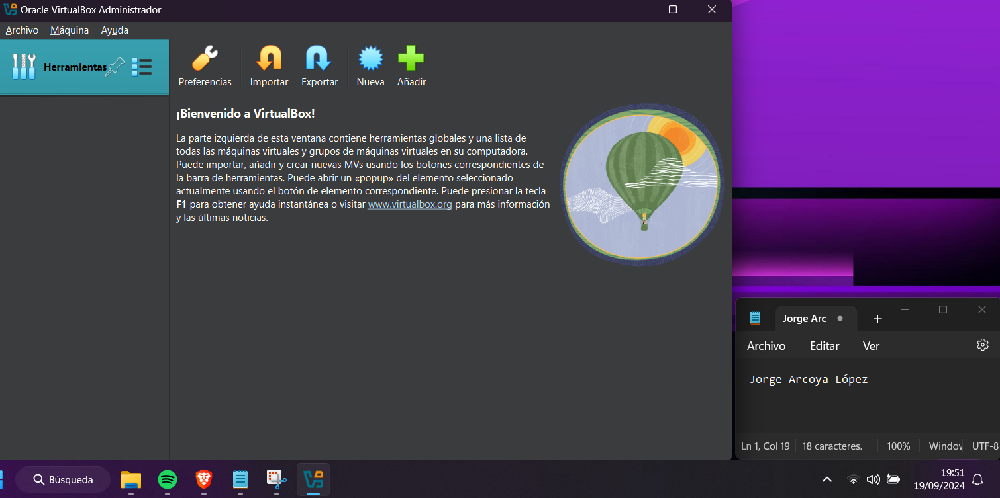 Oracle VirtualBox Administrador
Archivo Máquina Ayuda
Herramientas
Preferencias Importar Exportar Nueva Añadir
¡Bienvenido a VirtualBox!
La parte izquierda de esta ventana contiene herramientas globales y una lista de
todas las máquinas virtuales y grupos de máquinas virtuales en su computadora.
Puede importar, añadir y crear nuevas MVs usando los botones correspondientes de
la barra de herramientas. Puede abrir un «popup» del elemento seleccionado
actualmente usando el botón de elemento correspondiente. Puede presionar la tecla
F1 para obtener ayuda instantánea o visitar www.virtualbox.org para más información
y las últimas noticias.
Jorge Arc
Archivo Editar Ver
Jorge Arcoya López
Ln 1, Col 19 18 caracteres. 100% Window UTF-8
Búsqueda
19:51
19/09/2024